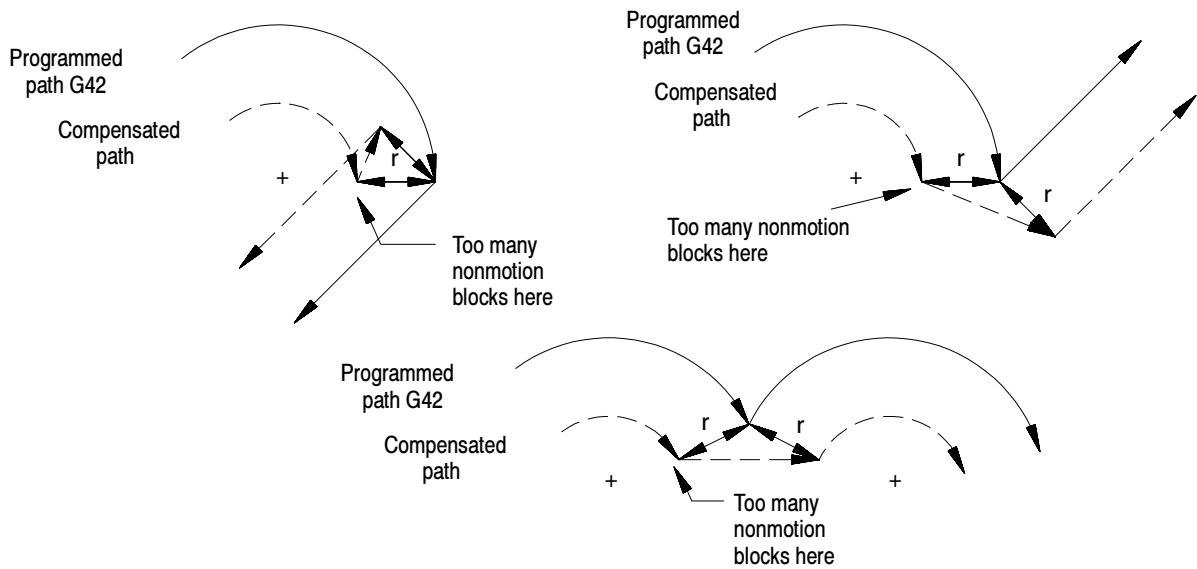 Programmed
path G42
Compensated
path
r
+
Too many
nonmotion
blocks here
Programmed
path G42
Compensated
path
r
r
+
Too many nonmotion
blocks here
Programmed
path G42
Compensated
path
r
r
+
+
Too many
nonmotion
blocks here